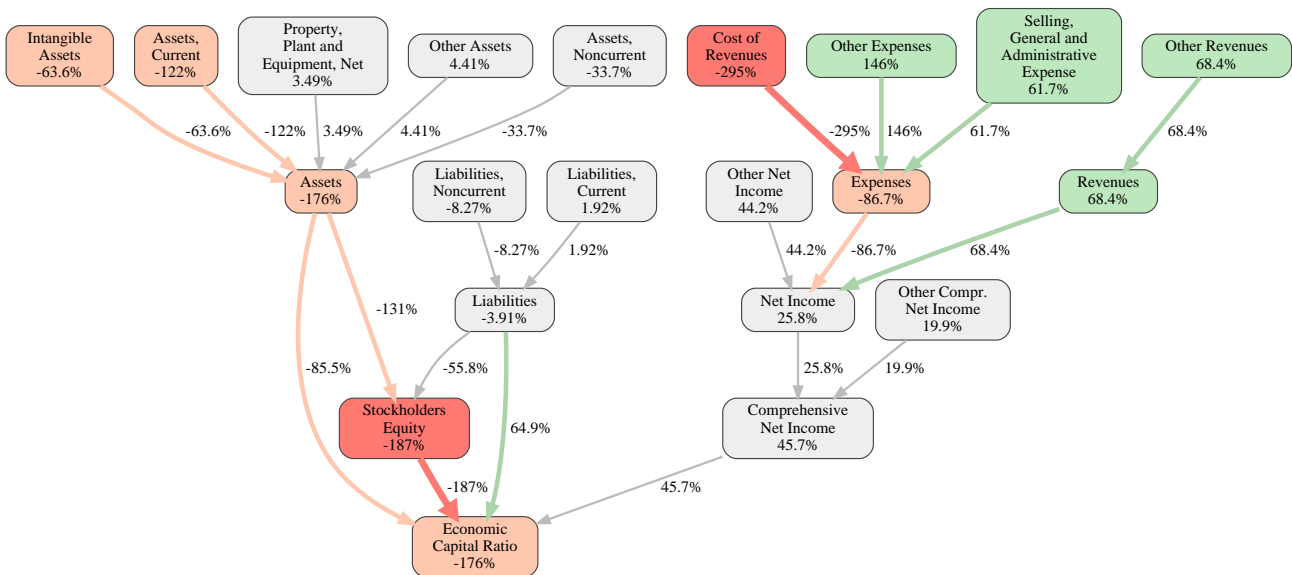 Intangible
Assets
-63.6%
Assets,
Current
-122%
Property,
Plant and
Equipment, Net
3.49%
Other Assets
4.41%
Assets,
Noncurrent
-33.7%
Cost of
Revenues
-295%
Other Expenses
146%
Selling,
General and
Administrative
Expense
61.7%
Other Revenues
68.4%
-63.6%
-122%
3.49%
4.41%
-33.7%
-295%
146%
61.7%
68.4%
Assets
-176%
Liabilities,
Noncurrent
-8.27%
Liabilities,
Current
1.92%
Other Net
Income
44.2%
Expenses
-86.7%
Revenues
68.4%
-8.27%
1.92%
44.2%
-86.7%
68.4%
Liabilities
-3.91%
Net Income
25.8%
Other Compr.
Net Income
19.9%
-131%
-85.5%
-55.8%
25.8%
19.9%
Stockholders
Equity
-187%
64.9%
Comprehensive
Net Income
45.7%
-187%
45.7%
Economic
Capital Ratio
-176%